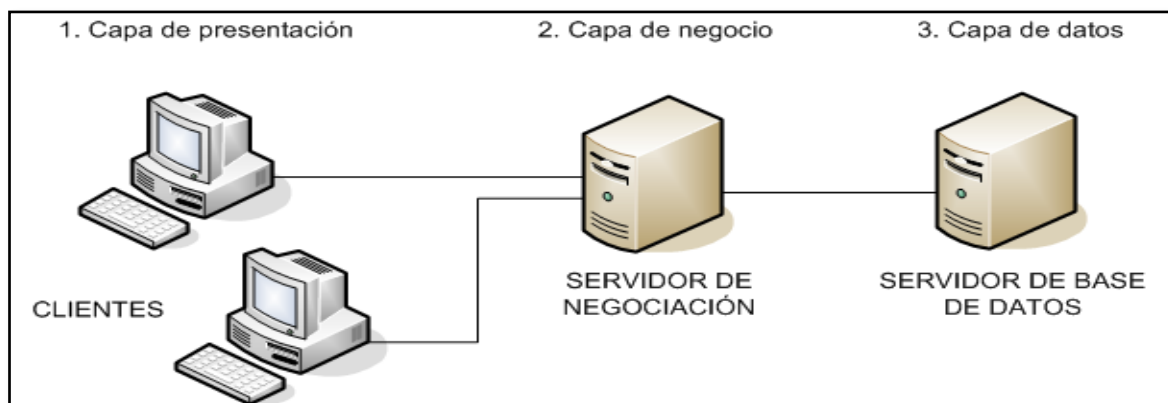 1. Capa de presentación
2. Capa de negocio
3. Capa de datos
CLIENTES
SERVIDOR DE
NEGOCIACIÓN
SERVIDOR DE BASE
DE DATOS